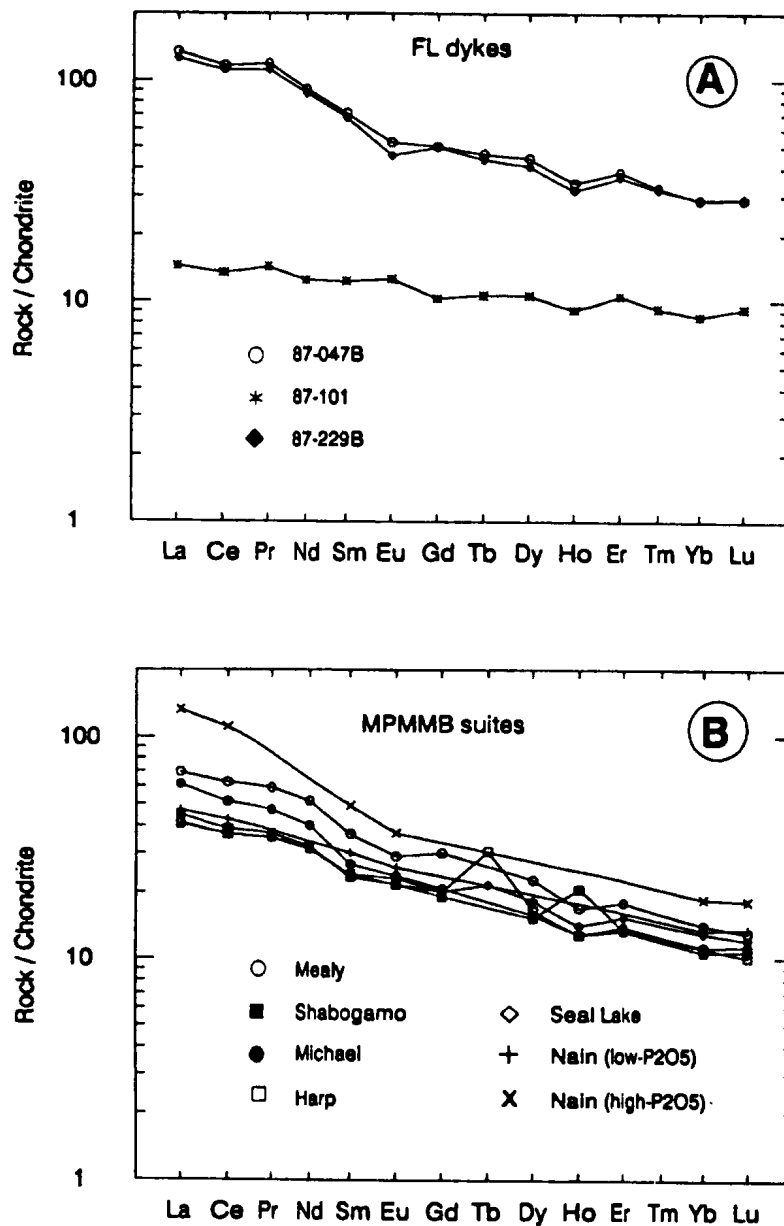 FL dykes
A
100
10
1
Rock / Chondrite
87-047B
87-101
87-229B
La Ce Pr Nd Sm Eu Gd Tb Dy Ho Er Tm Yb Lu
MPMMB suites
B
100
10
1
Rock / Chondrite
Mealy
Shabogamo
Michael
Harp
Seal Lake
Nain (low-P2O5)
Nain (high-P2O5)
La Ce Pr Nd Sm Eu Gd Tb Dy Ho Er Tm Yb Lu